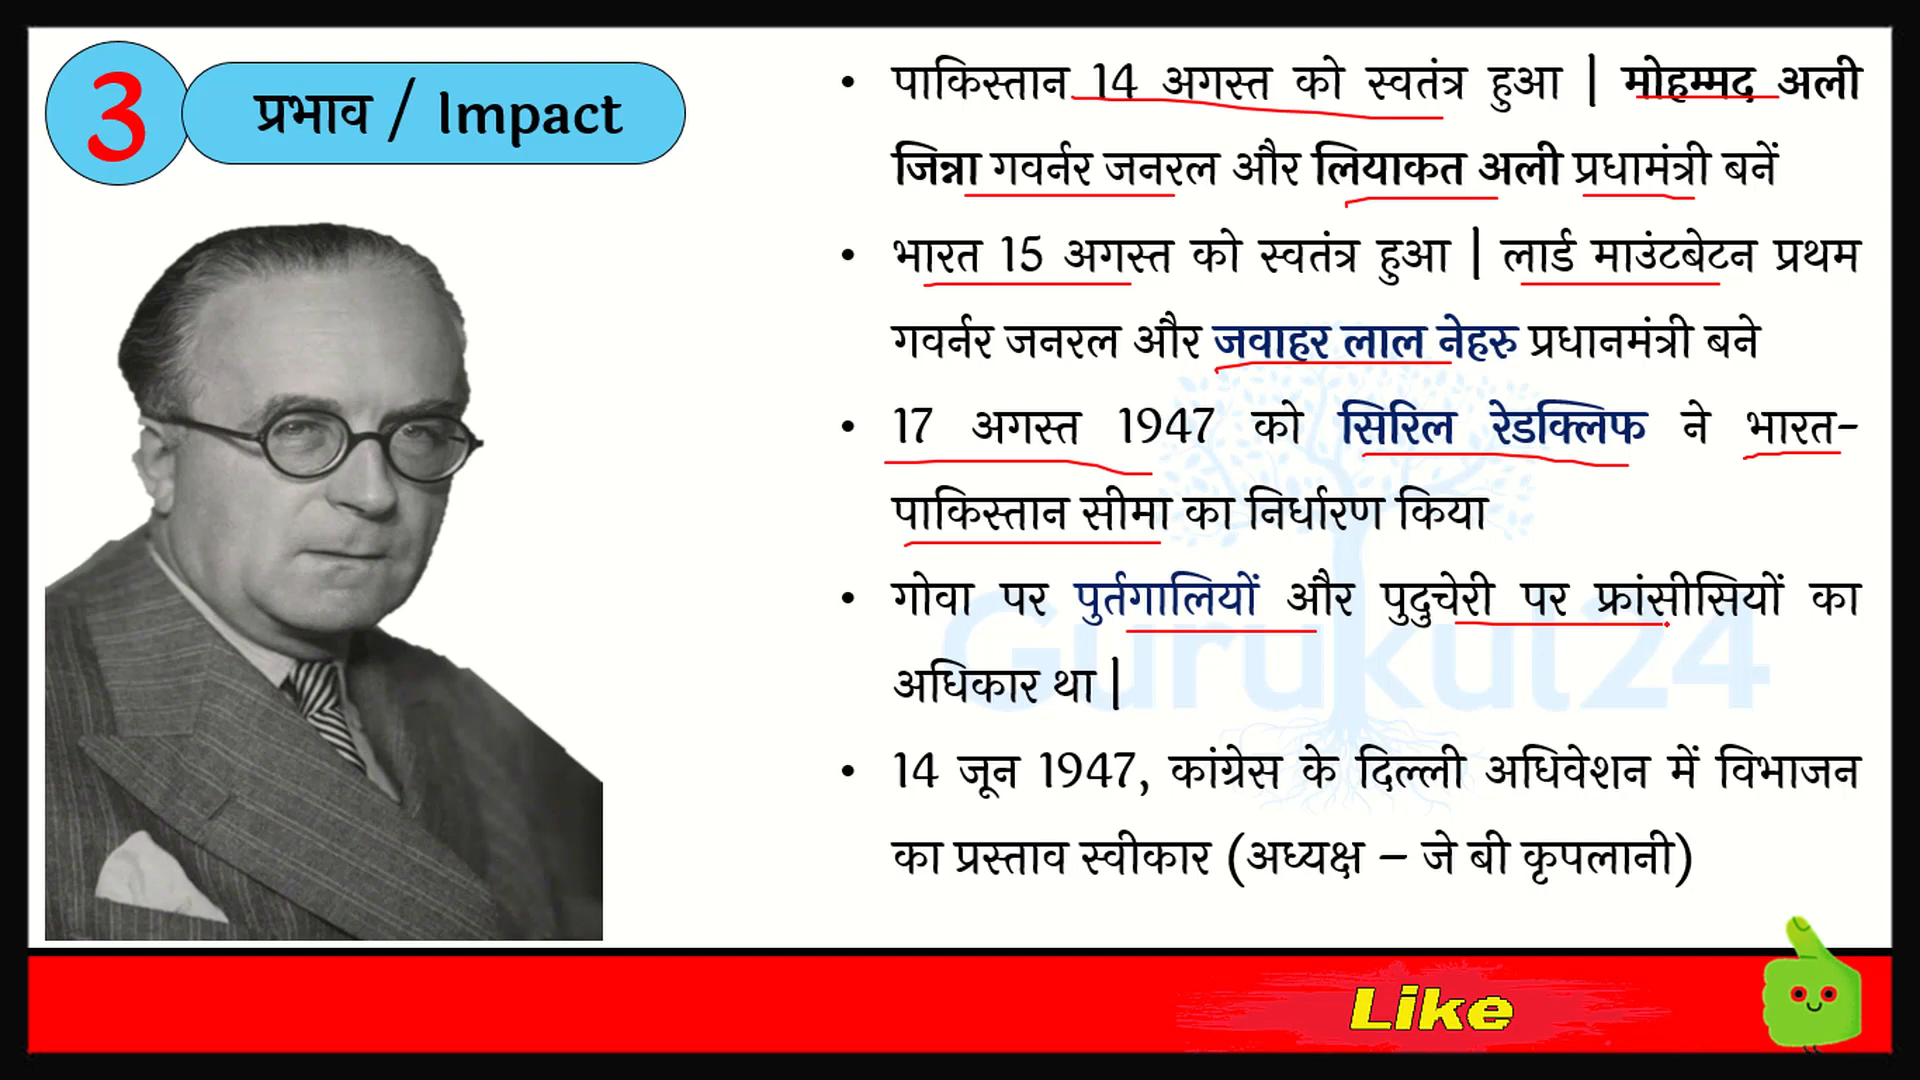 3
प्रभाव / Impact
• पाकिस्तान 14 अगस्त को स्वतंत्र हुआ | मोहम्मद अली
जिन्ना गवर्नर जनरल और लियाकत अली प्रधामंत्री बनें
• भारत 15 अगस्त को स्वतंत्र हुआ | लार्ड माउंटबेटन प्रथम
गवर्नर जनरल और जवाहर लाल नेहरु प्रधानमंत्री बने
• 17 अगस्त 1947 को सिरिल रेडक्लिफ ने भारत-
पाकिस्तान सीमा का निर्धारण किया
• गोवा पर पुर्तगालियों और पुदुचेरी पर फ्रांसीसियों का
अधिकार था |
• 14 जून 1947, कांग्रेस के दिल्ली अधिवेशन में विभाजन
का प्रस्ताव स्वीकार (अध्यक्ष – जे बी कृपलानी)
Gurukul24
Like